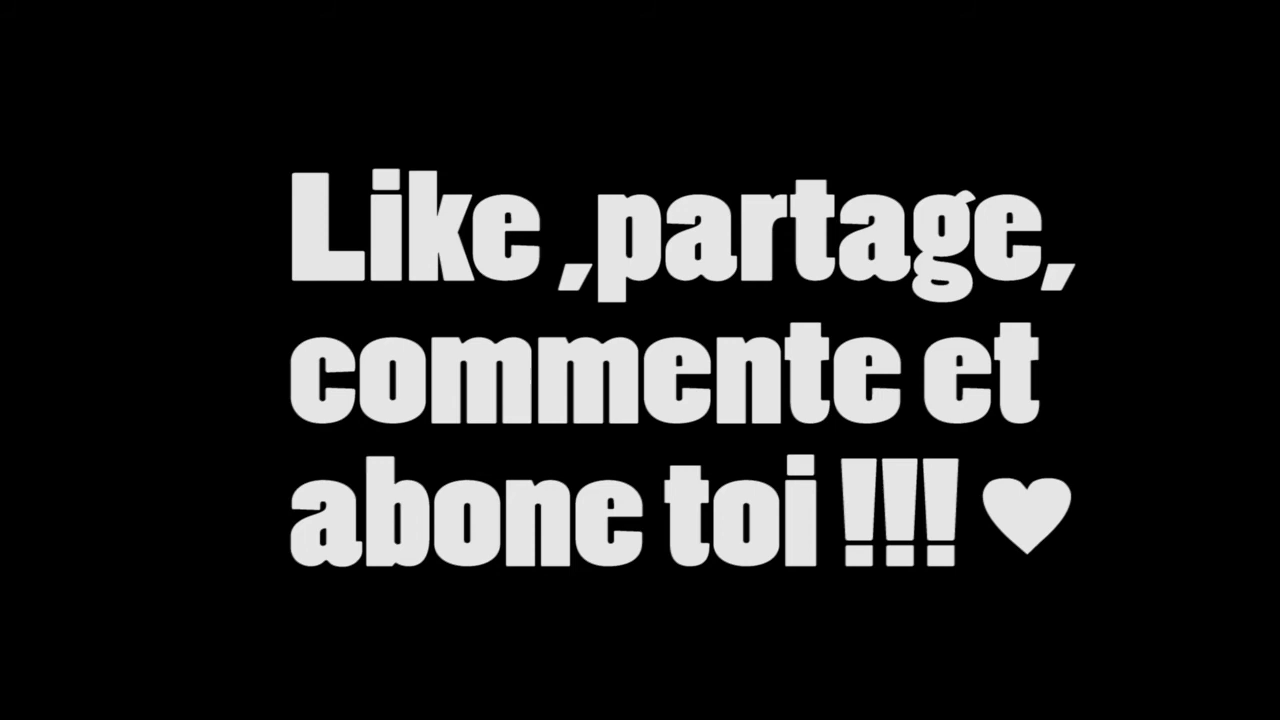 Like ,partage,
commente et
abone toi !!! ♥